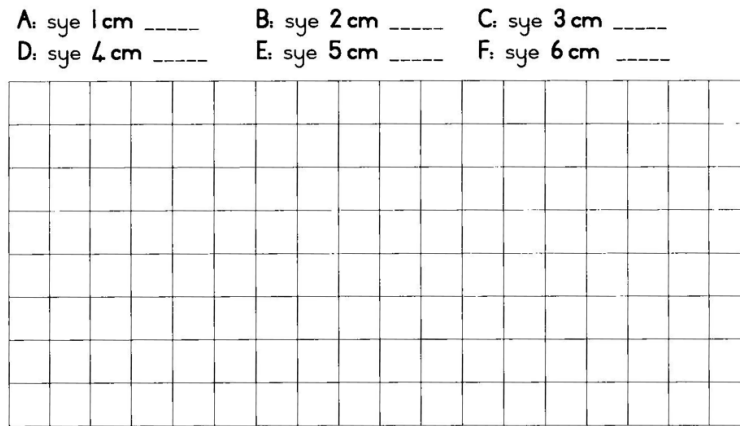 A: sye 1 cm _____ B: sye 2 cm _____ C: sye 3 cm _____
D: sye 4 cm _____ E: sye 5 cm _____ F: sye 6 cm _____